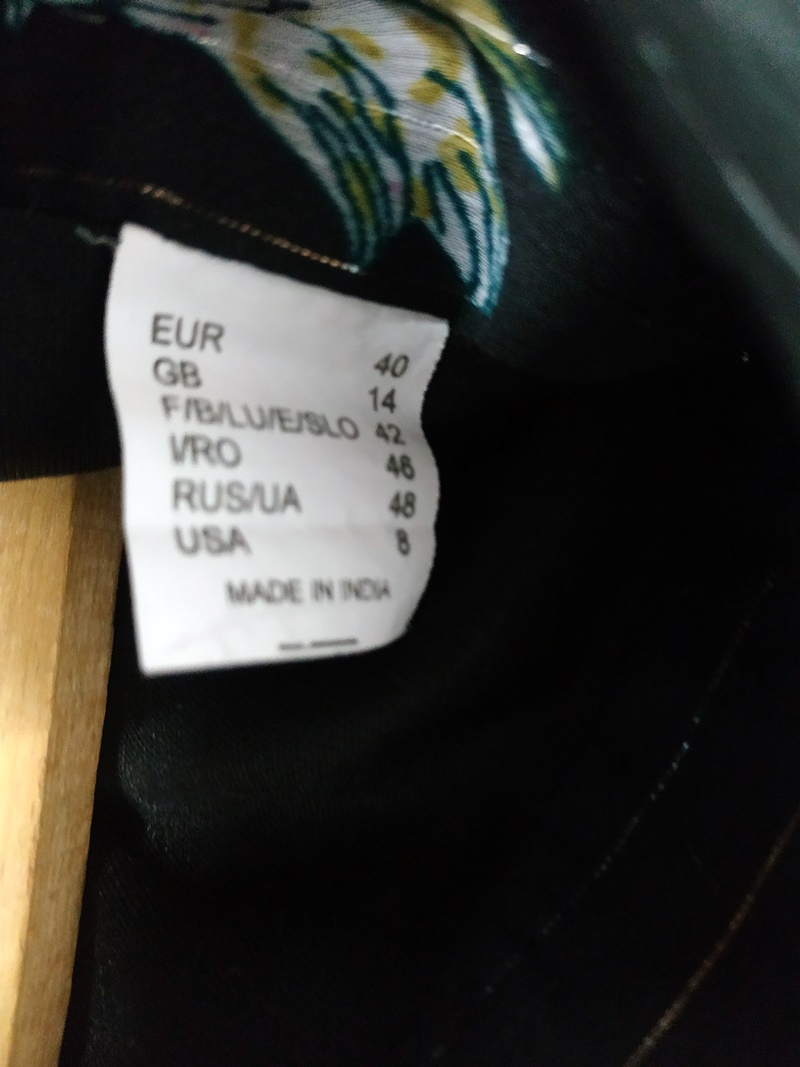 EUR 40
GB 14
F/B/LU/E/SLO 42
I/RO 46
RUS/UA 48
USA 8
MADE IN INDIA